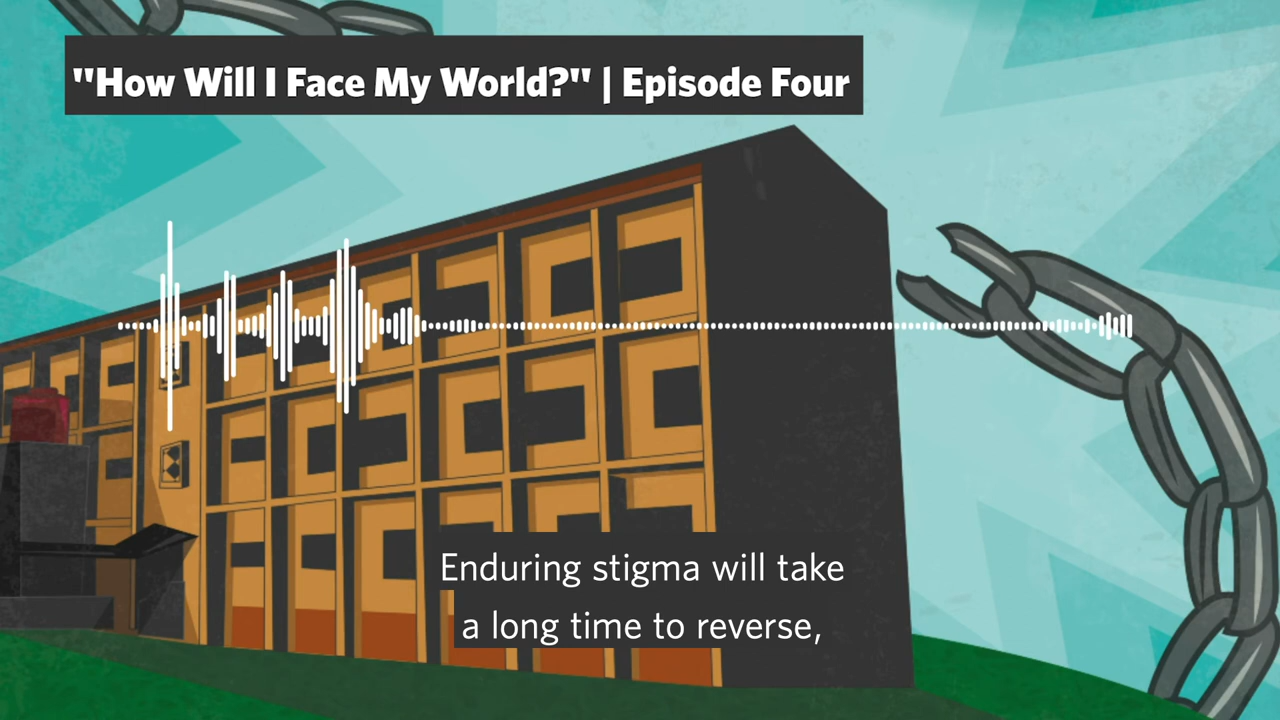 "How Will I Face My World?" | Episode Four
Enduring stigma will take
a long time to reverse,